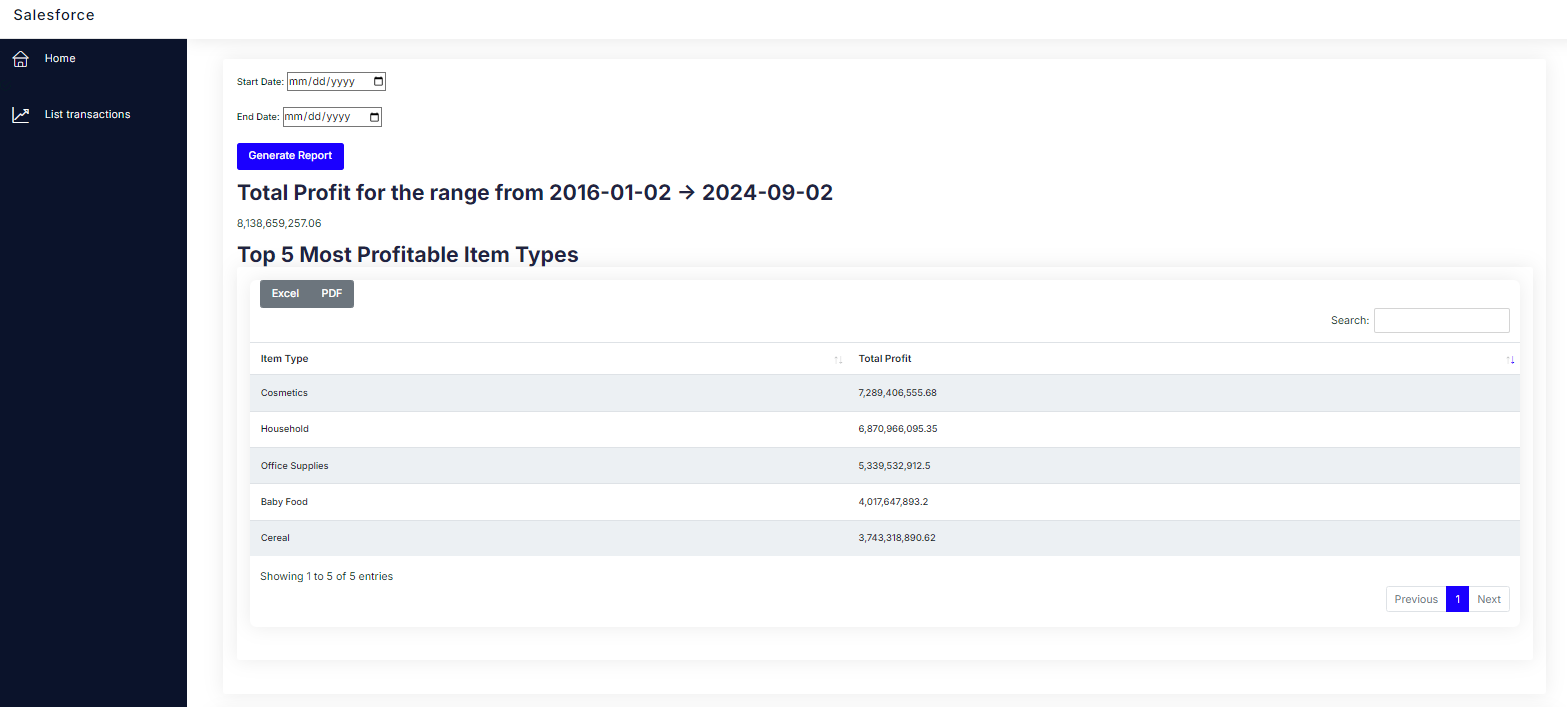 Salesforce
Home
List transactions
Start Date: mm/dd/yyyy
End Date: mm/dd/yyyy
Generate Report
Total Profit for the range from 2016-01-02 → 2024-09-02
8,138,659,257.06
Top 5 Most Profitable Item Types
Excel PDF
Search:
Item Type Total Profit
Cosmetics 7,289,406,555.68
Household 6,870,966,095.35
Office Supplies 5,339,532,912.5
Baby Food 4,017,647,893.2
Cereal 3,743,318,890.62
Showing 1 to 5 of 5 entries
Previous 1 Next